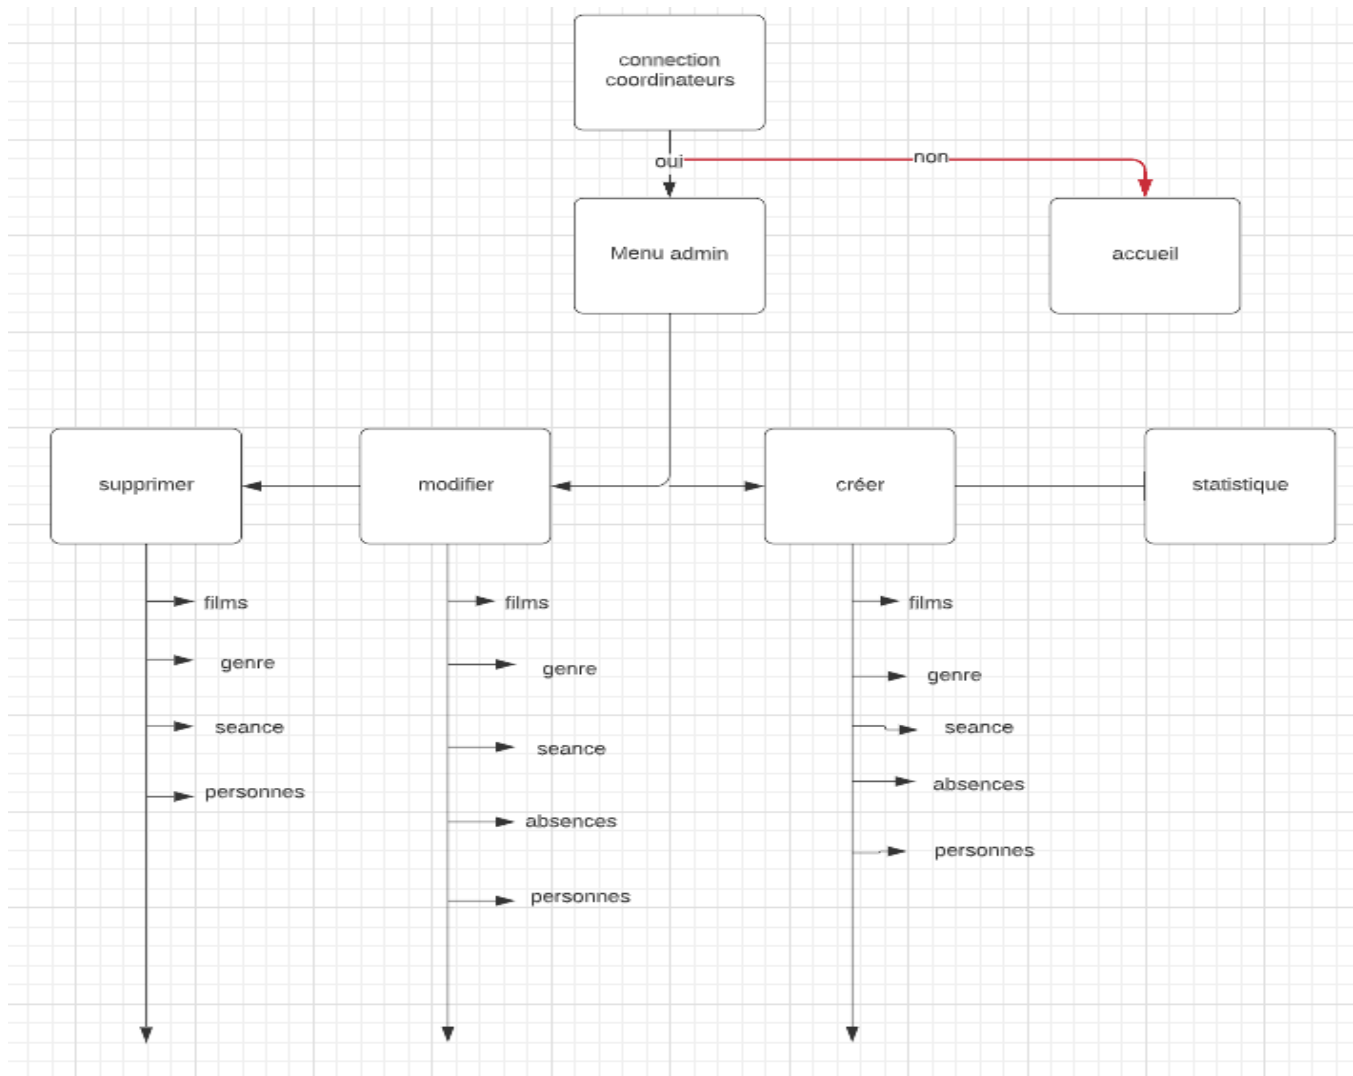 connection
coordinateurs
oui
non
Menu admin
accueil
supprimer
modifier
créer
statistique
films
genre
seance
personnes
films
genre
seance
absences
personnes
films
genre
seance
absences
personnes